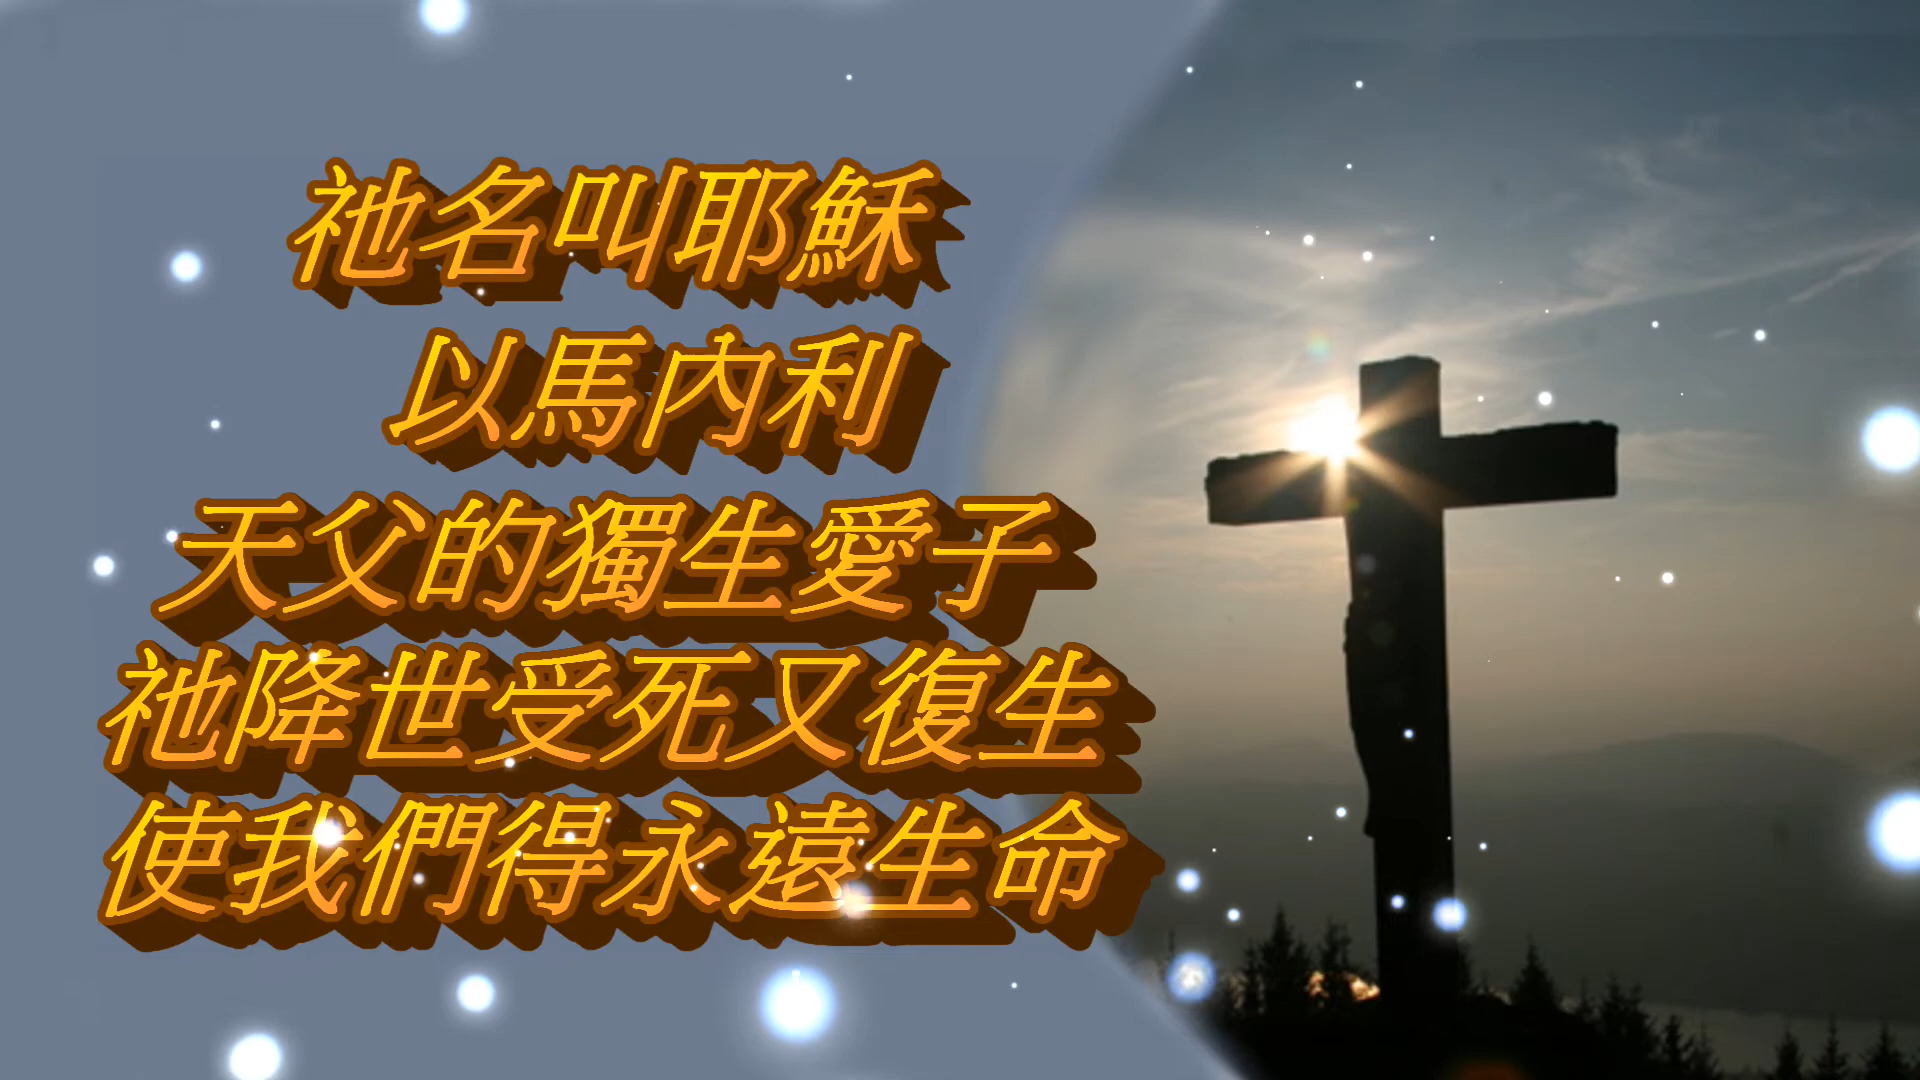 祂名叫耶穌
以馬內利
天父的獨生愛子
祂降世受死又復生
使我們得永遠生命